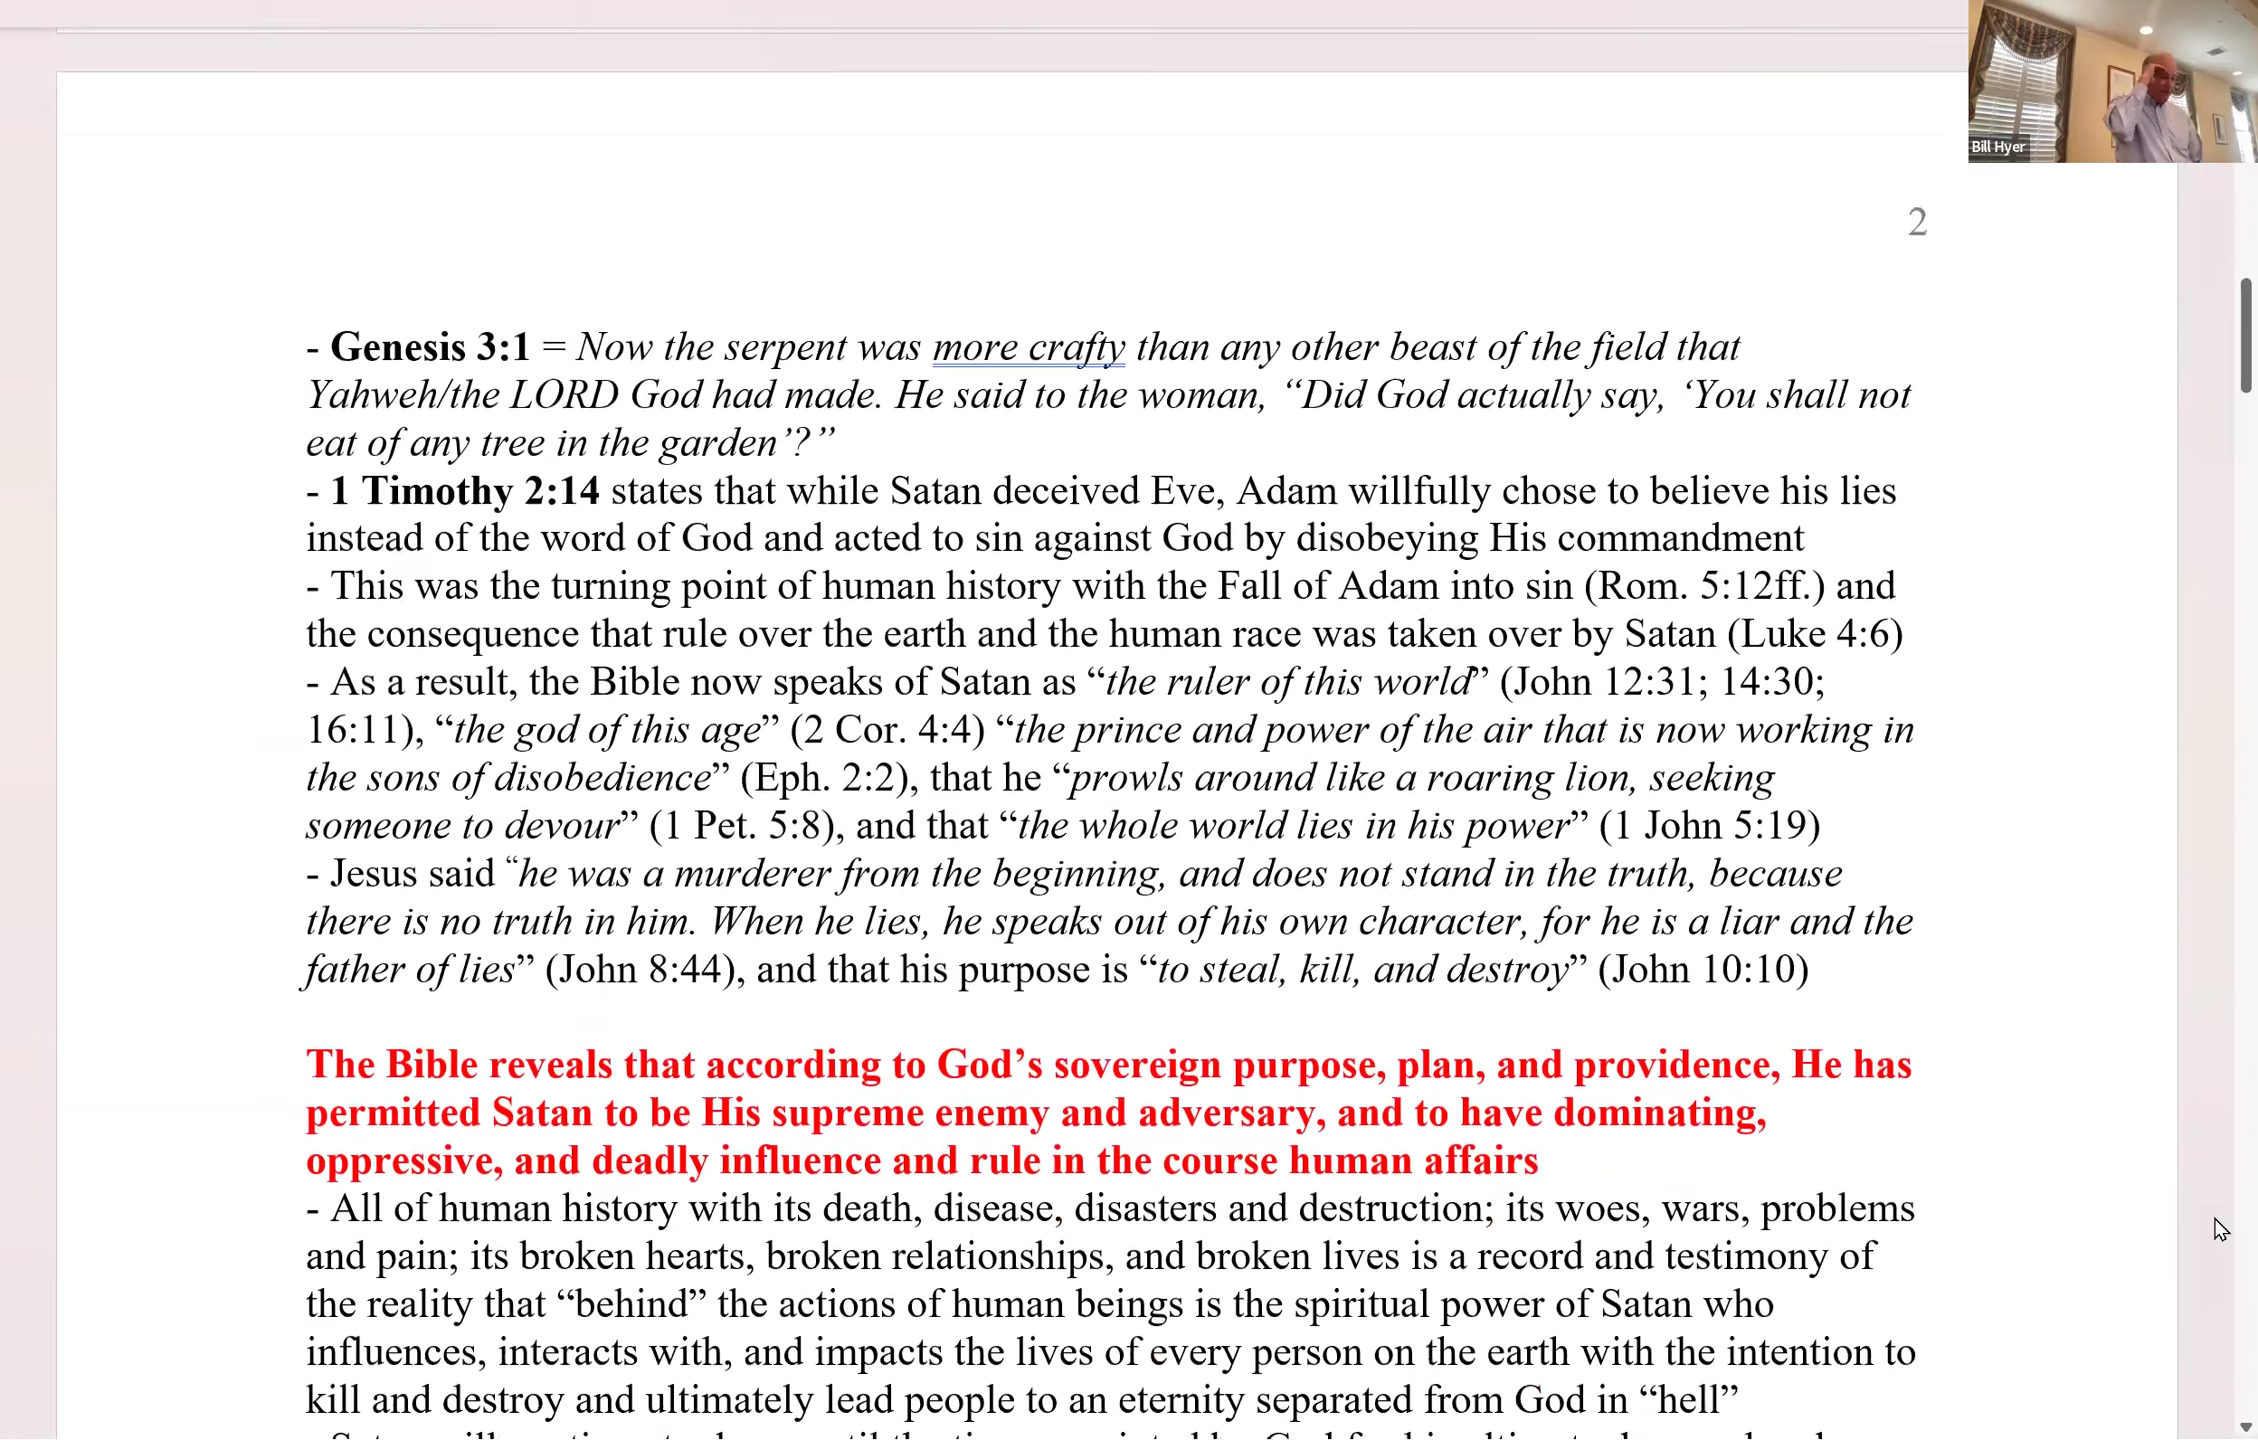 Bill Hyer
2
- Genesis 3:1 = Now the serpent was more crafty than any other beast of the field that
Yahweh/the LORD God had made. He said to the woman, “Did God actually say, ‘You shall not
eat of any tree in the garden’?”
- 1 Timothy 2:14 states that while Satan deceived Eve, Adam willfully chose to believe his lies
instead of the word of God and acted to sin against God by disobeying His commandment
- This was the turning point of human history with the Fall of Adam into sin (Rom. 5:12ff.) and
the consequence that rule over the earth and the human race was taken over by Satan (Luke 4:6)
- As a result, the Bible now speaks of Satan as “the ruler of this world” (John 12:31; 14:30;
16:11), “the god of this age” (2 Cor. 4:4) “the prince and power of the air that is now working in
the sons of disobedience” (Eph. 2:2), that he “prowls around like a roaring lion, seeking
someone to devour” (1 Pet. 5:8), and that “the whole world lies in his power” (1 John 5:19)
- Jesus said “he was a murderer from the beginning, and does not stand in the truth, because
there is no truth in him. When he lies, he speaks out of his own character, for he is a liar and the
father of lies” (John 8:44), and that his purpose is “to steal, kill, and destroy” (John 10:10)
The Bible reveals that according to God’s sovereign purpose, plan, and providence, He has
permitted Satan to be His supreme enemy and adversary, and to have dominating,
oppressive, and deadly influence and rule in the course human affairs
- All of human history with its death, disease, disasters and destruction; its woes, wars, problems
and pain; its broken hearts, broken relationships, and broken lives is a record and testimony of
the reality that “behind” the actions of human beings is the spiritual power of Satan who
influences, interacts with, and impacts the lives of every person on the earth with the intention to
kill and destroy and ultimately lead people to an eternity separated from God in “hell”